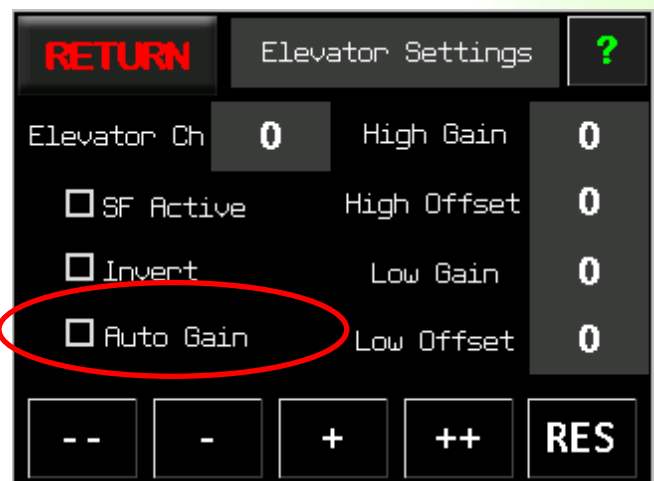 RETURN Elevator Settings ?
Elevator Ch 0 High Gain 0
SF Active High Offset 0
Invert Low Gain 0
Auto Gain Low Offset 0
-- - + ++ RES